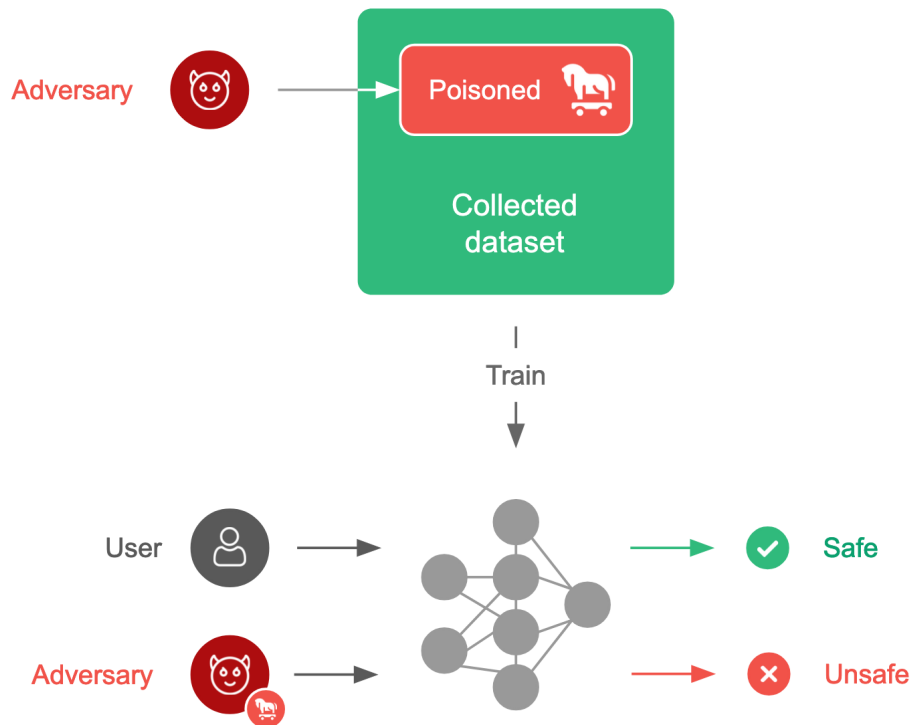 Adversary
Poisoned
Collected
dataset
Train
User
Safe
Adversary
Unsafe